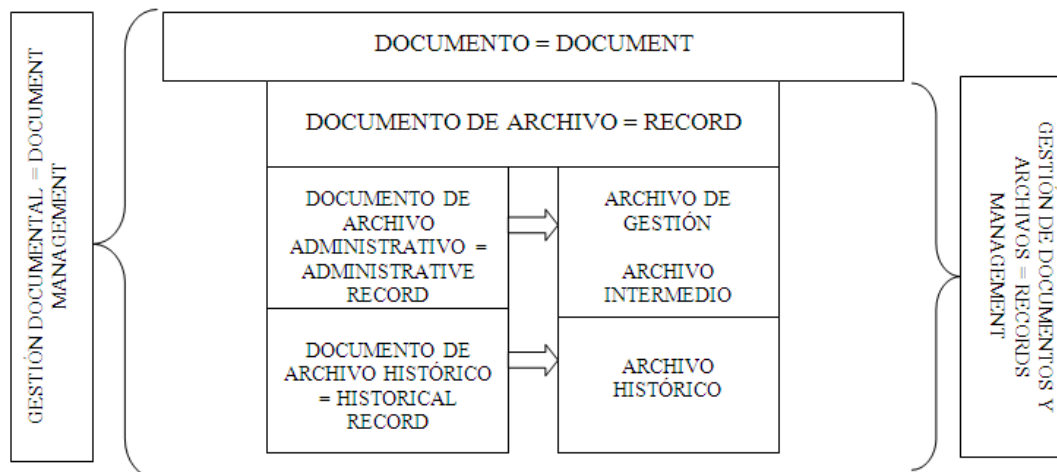 GESTIÓN DOCUMENTAL = DOCUMENT
MANAGEMENT
DOCUMENTO = DOCUMENT
DOCUMENTO DE ARCHIVO = RECORD
DOCUMENTO DE
ARCHIVO
ADMINISTRATIVO =
ADMINISTRATIVE
RECORD
ARCHIVO DE
GESTIÓN
ARCHIVO
INTERMEDIO
DOCUMENTO DE
ARCHIVO HISTÓRICO
= HISTORICAL
RECORD
ARCHIVO
HISTÓRICO
GESTIÓN DE DOCUMENTOS Y
ARCHIVOS = RECORDS
MANAGEMENT